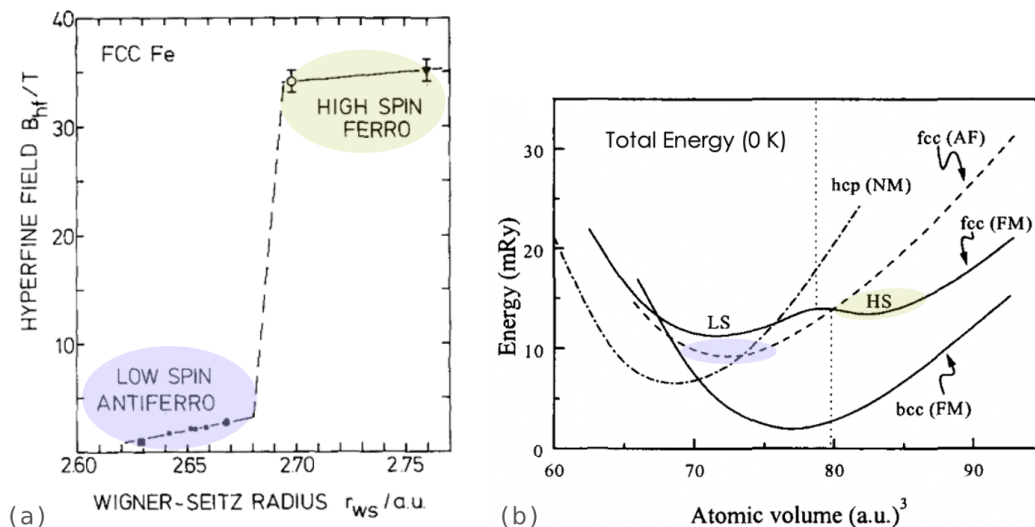 40
30
20
10
FCC Fe
HIGH SPIN
FERRO
LOW SPIN
ANTIFERRO
HYPERFINE FIELD Bhf/T
2.60
2.65
2.70
2.75
WIGNER-SEITZ RADIUS rWS/a.u.
(a)
Total Energy (0 K)
fcc (AF)
hcp (NM)
fcc (FM)
LS
HS
bcc (FM)
30
20
10
0
Energy (mRy)
60
70
80
90
Atomic volume (a.u.)³
(b)